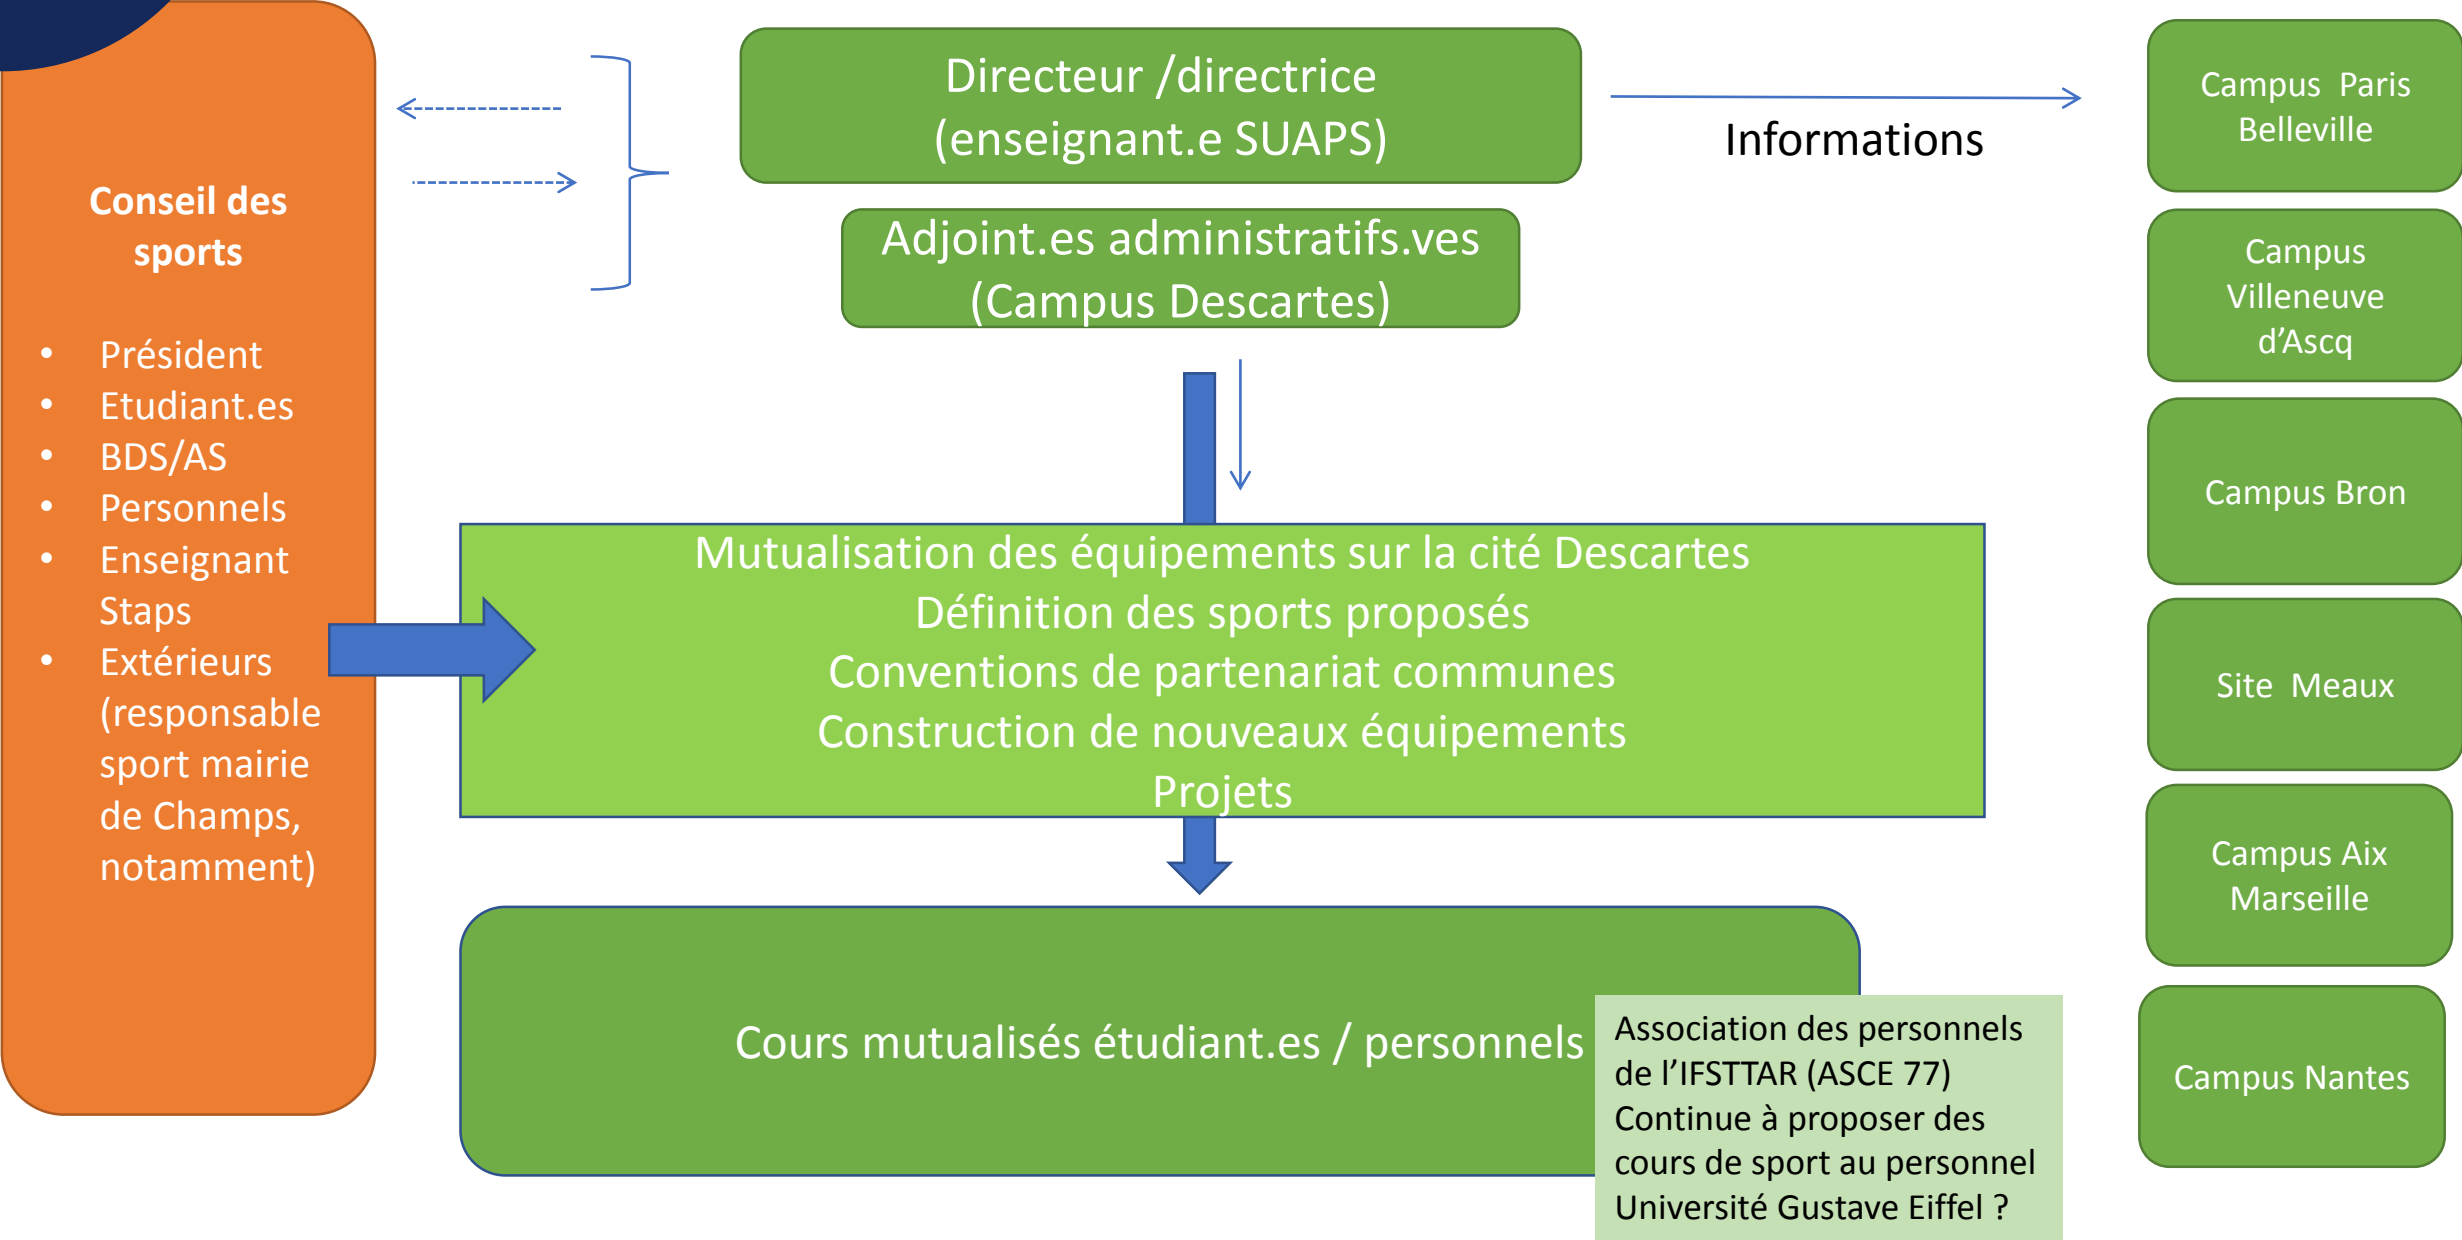 Conseil des
sports
• Président
• Etudiant.es
• BDS/AS
• Personnels
• Enseignant
Staps
• Extérieurs
(responsable
sport mairie
de Champs,
notamment)
Directeur /directrice
(enseignant.e SUAPS)
Adjoint.es administratifs.ves
(Campus Descartes)
Informations
Mutualisation des équipements sur la cité Descartes
Définition des sports proposés
Conventions de partenariat communes
Construction de nouveaux équipements
Projets
Cours mutualisés étudiant.es / personnels
Association des personnels
de l’IFSTTAR (ASCE 77)
Continue à proposer des
cours de sport au personnel
Université Gustave Eiffel ?
Campus Paris
Belleville
Campus
Villeneuve
d’Ascq
Campus Bron
Site Meaux
Campus Aix
Marseille
Campus Nantes